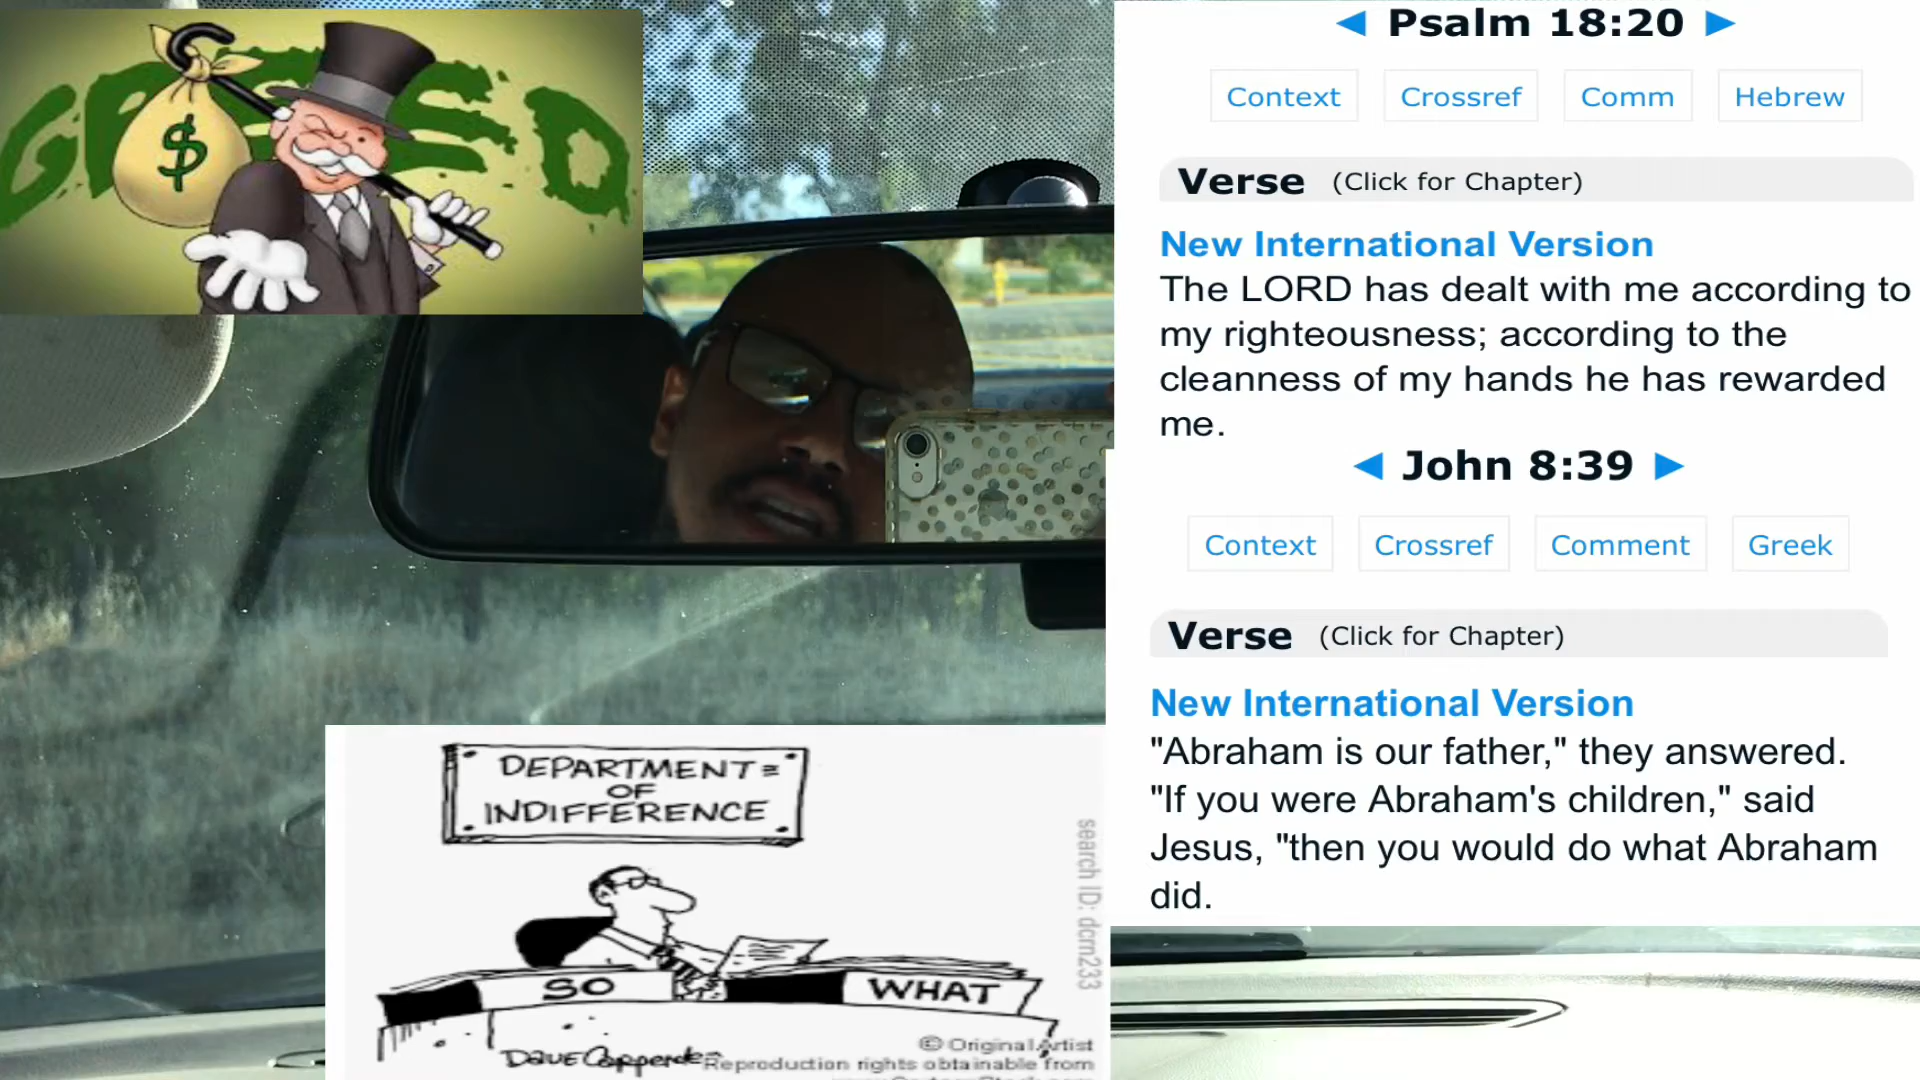 GREED
$
Psalm 18:20
Context Crossref Comm Hebrew
Verse (Click for Chapter)
New International Version
The LORD has dealt with me according to
my righteousness; according to the
cleanness of my hands he has rewarded
me.
John 8:39
Context Crossref Comment Greek
Verse (Click for Chapter)
New International Version
"Abraham is our father," they answered.
"If you were Abraham's children," said
Jesus, "then you would do what Abraham
did.
DEPARTMENT
OF
INDIFFERENCE
SO WHAT
search ID: dcrn233
© Original Artist
Reproduction rights obtainable from